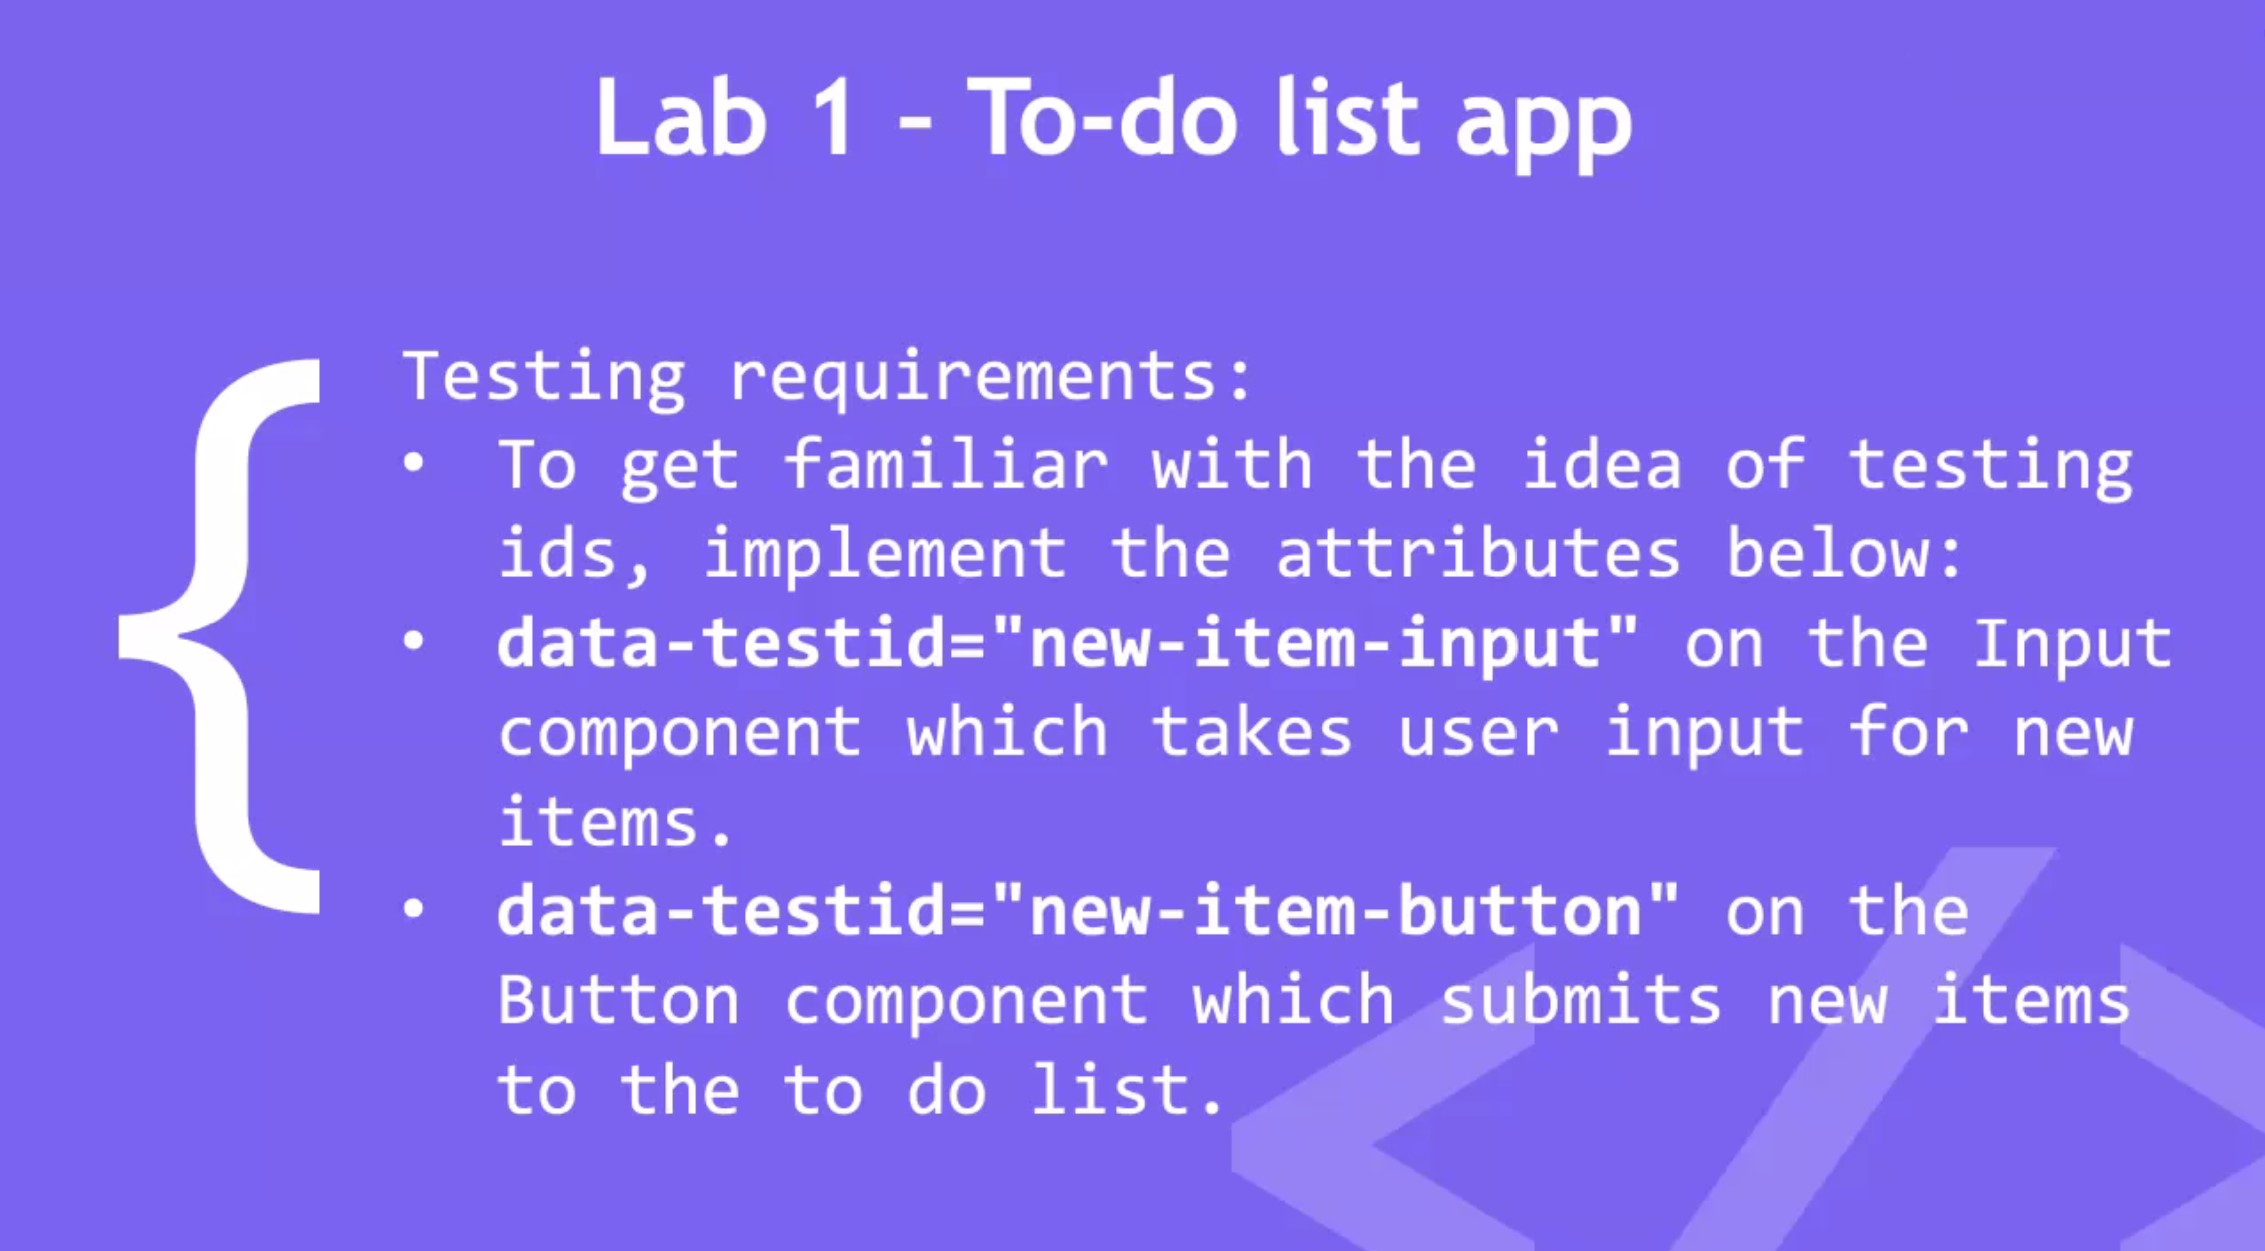 Lab 1 - To-do list app
Testing requirements:
• To get familiar with the idea of testing
ids, implement the attributes below:
• data-testid="new-item-input" on the Input
component which takes user input for new
items.
• data-testid="new-item-button" on the
Button component which submits new items
to the to do list.